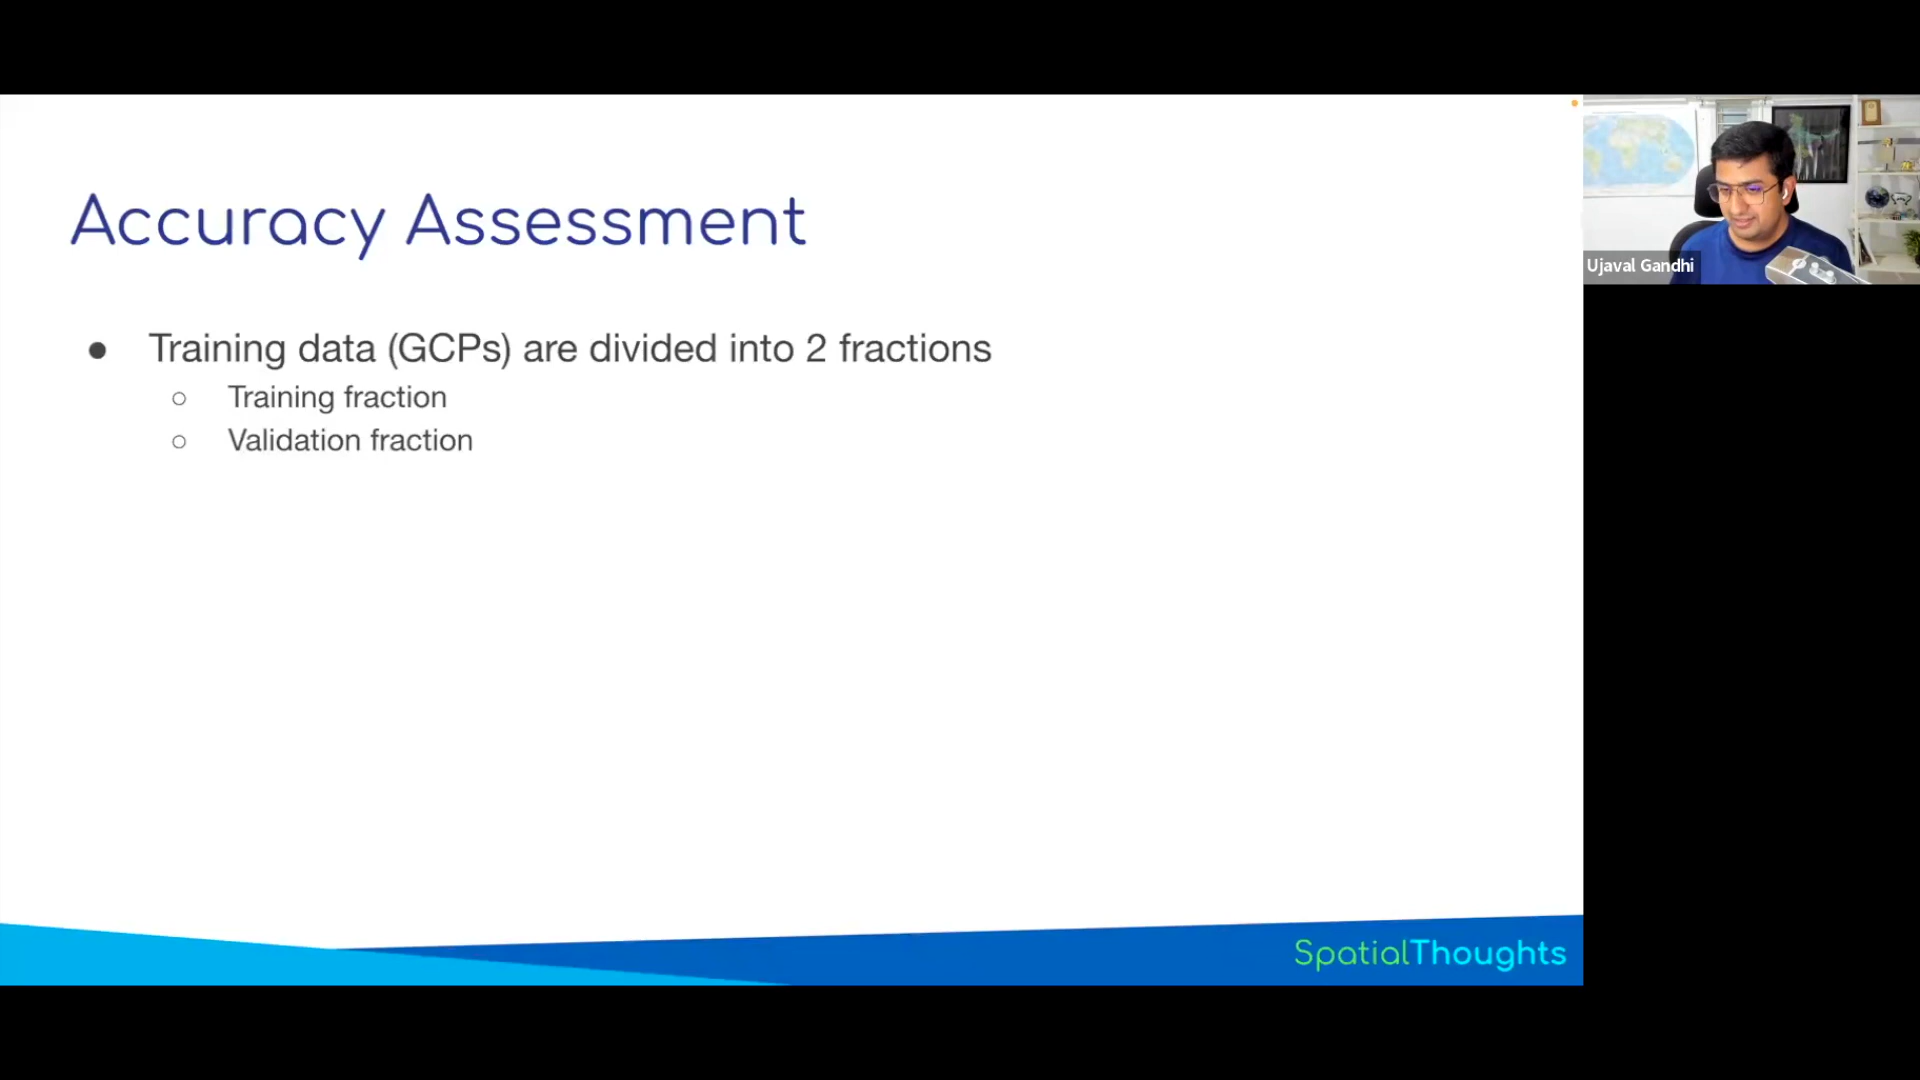 Accuracy Assessment
● Training data (GCPs) are divided into 2 fractions
○ Training fraction
○ Validation fraction
Ujaval Gandhi
SpatialThoughts